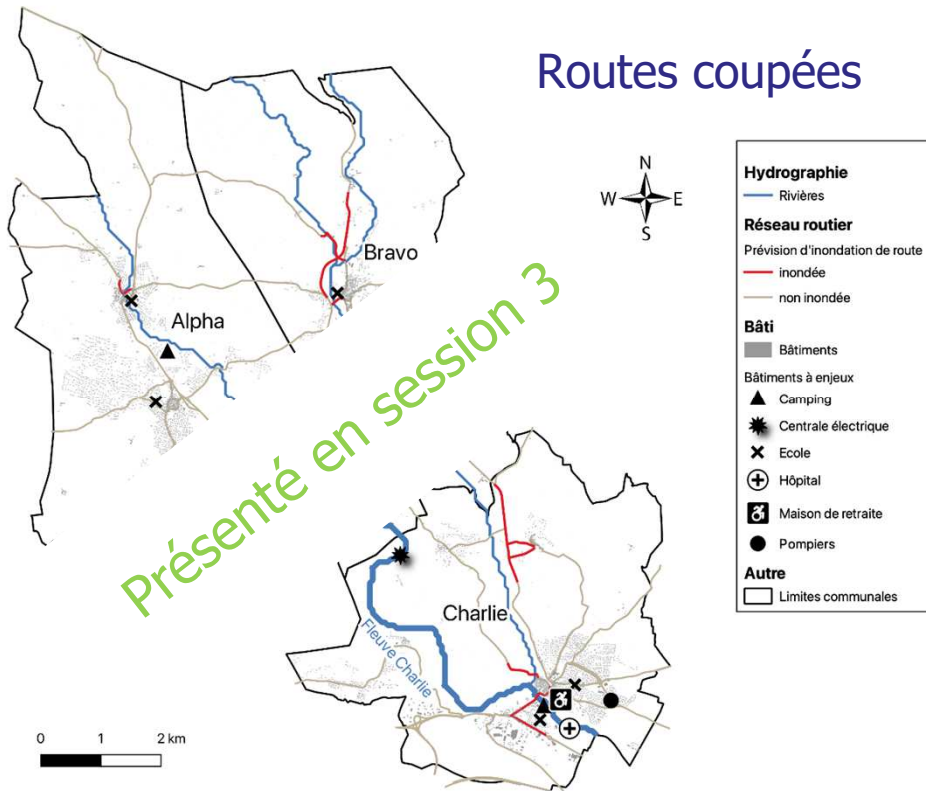 Routes coupées
N
W E
S
Bravo
Alpha
Présenté en session 3
Charlie
Fleuve Charlie
0 1 2 km
Hydrographie
Rivières
Réseau routier
Prévision d'inondation de route
inondée
non inondée
Bâti
Bâtiments
Bâtiments à enjeux
Camping
Centrale électrique
Ecole
Hôpital
Maison de retraite
Pompiers
Autre
Limites communales